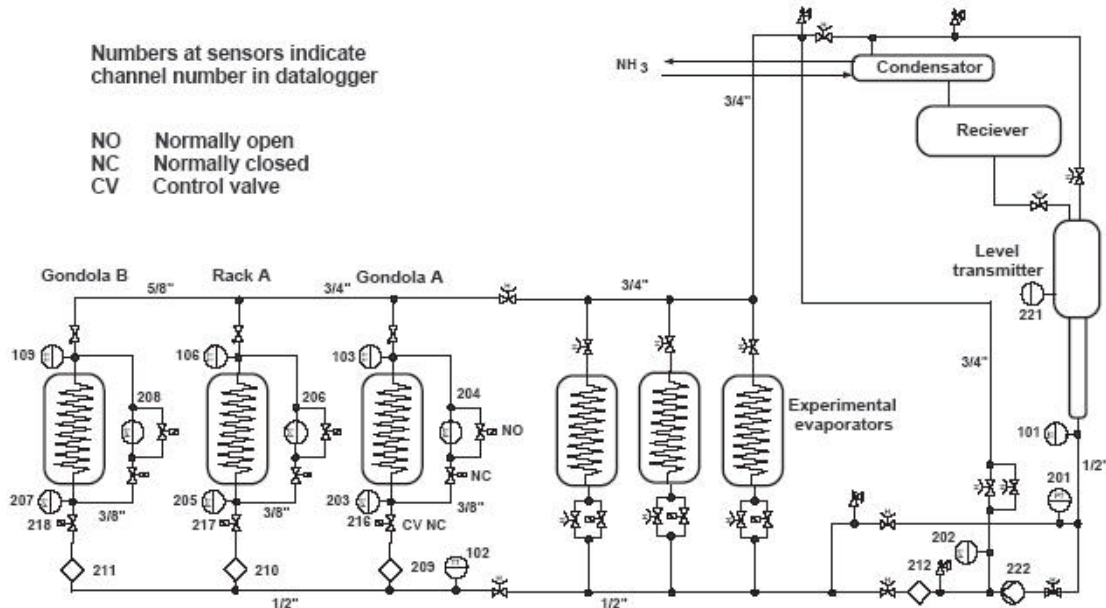 Numbers at sensors indicate
channel number in datalogger
NO Normally open
NC Normally closed
CV Control valve
NH 3
3/4"
Condensator
Reciever
Level
transmitter
221
Gondola B
Rack A
Gondola A
5/8"
3/4"
3/4"
3/4"
109
106
103
208
206
204
NO
NC
Experimental
evaporators
101
1/2"
201
207
205
203
3/8"
3/8"
3/8"
218
217
216
CV NC
202
102
212
222
211
210
209
1/2"
1/2"